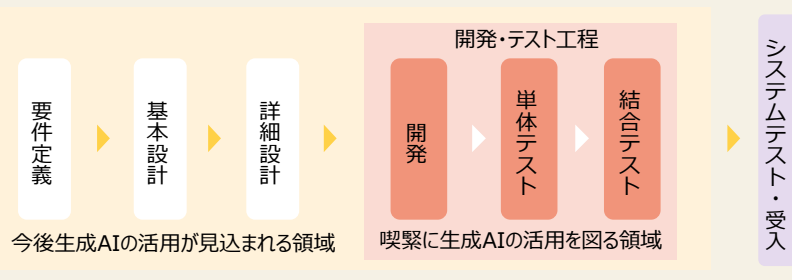 開発・テスト工程
要件定義
基本設計
詳細設計
開発
単体テスト
結合テスト
システムテスト・受入
今後生成AIの活用が見込まれる領域
喫緊に生成AIの活用を図る領域